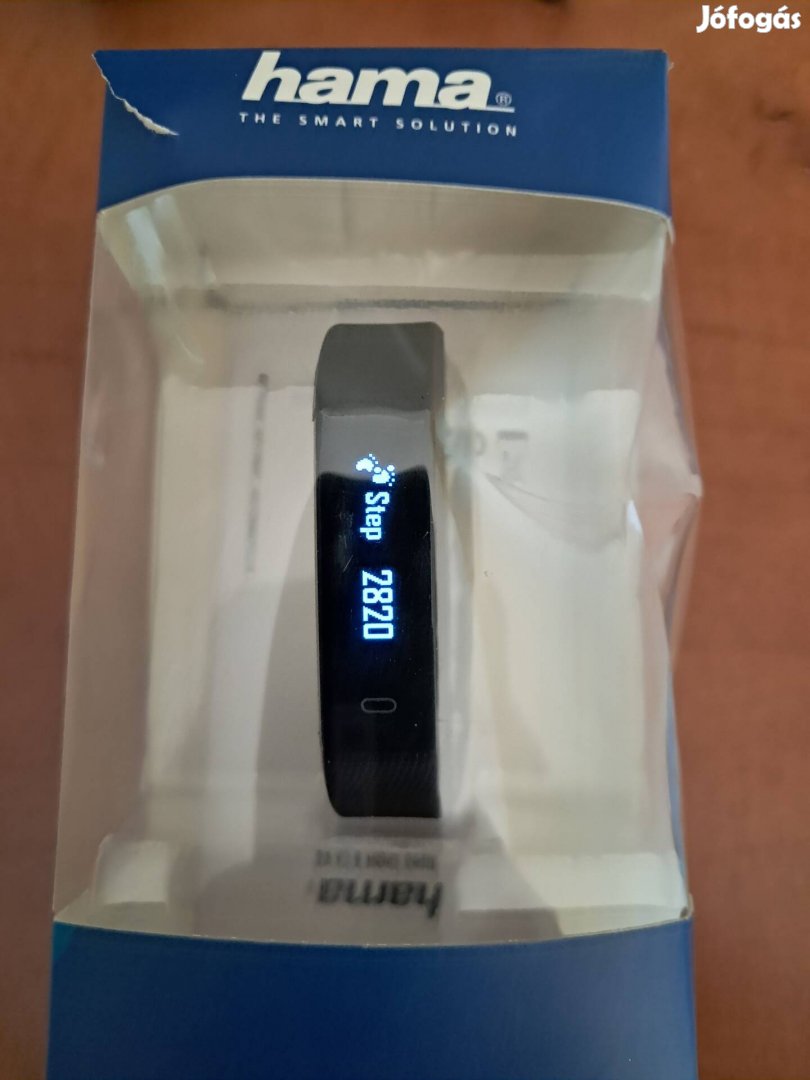 Jófogás
hama®
THE SMART SOLUTION
Step 2820
hama